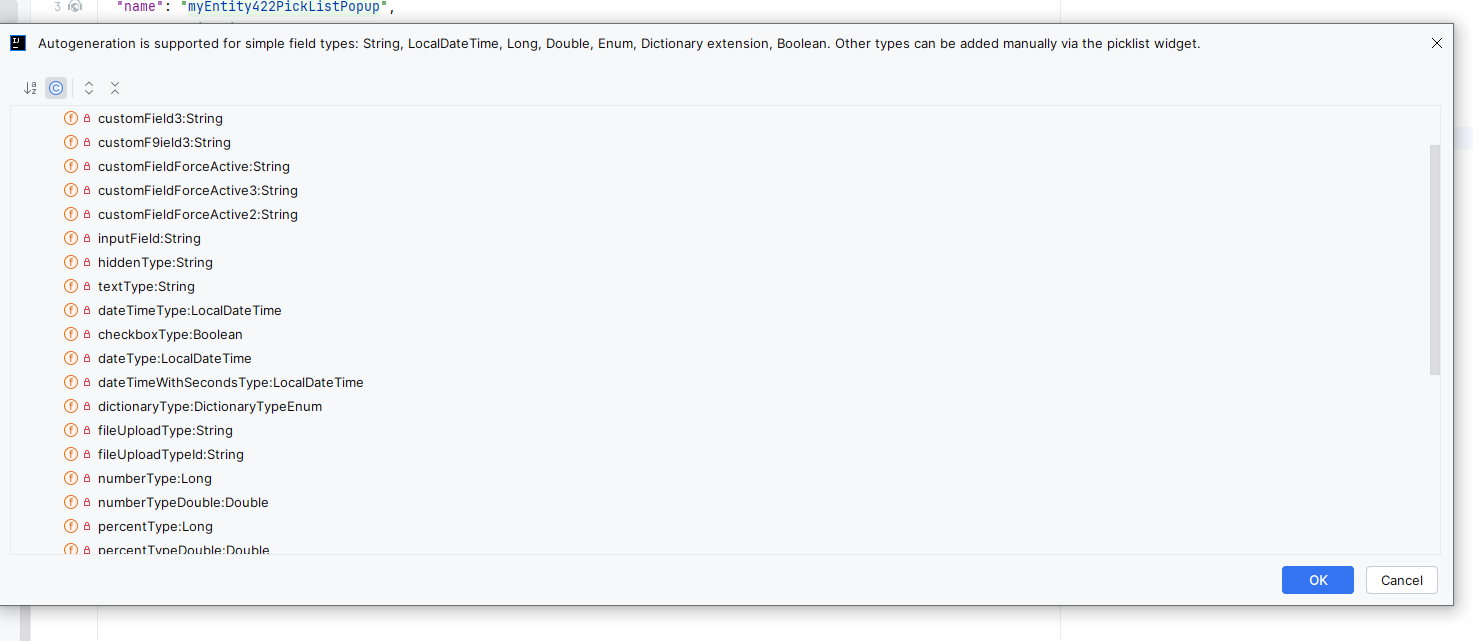 3 "name": "myEntity422PickListPopup",
Autogeneration is supported for simple field types: String, LocalDateTime, Long, Double, Enum, Dictionary extension, Boolean. Other types can be added manually via the picklist widget.
customField3:String
customF9ield3:String
customFieldForceActive:String
customFieldForceActive3:String
customFieldForceActive2:String
inputField:String
hiddenType:String
textType:String
dateTimeType:LocalDateTime
checkboxType:Boolean
dateType:LocalDateTime
dateTimeWithSecondsType:LocalDateTime
dictionaryType:DictionaryTypeEnum
fileUploadType:String
fileUploadTypeId:String
numberType:Long
numberTypeDouble:Double
percentType:Long
percentTypeDouble:Double
OK Cancel